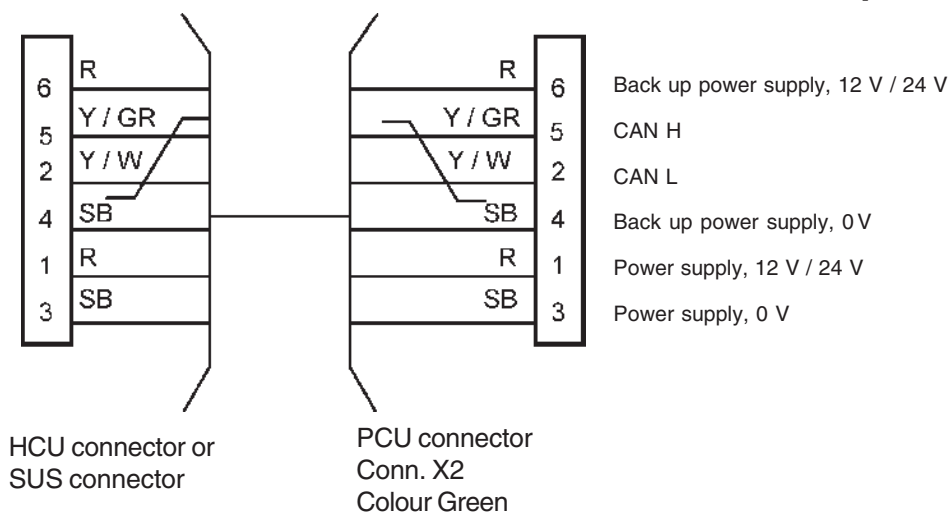 6 R
5 Y / GR
2 Y / W
4 SB
1 R
3 SB
R 6 Back up power supply, 12 V / 24 V
Y / GR 5 CAN H
Y / W 2 CAN L
SB 4 Back up power supply, 0 V
R 1 Power supply, 12 V / 24 V
SB 3 Power supply, 0 V
HCU connector or
SUS connector
PCU connector
Conn. X2
Colour Green